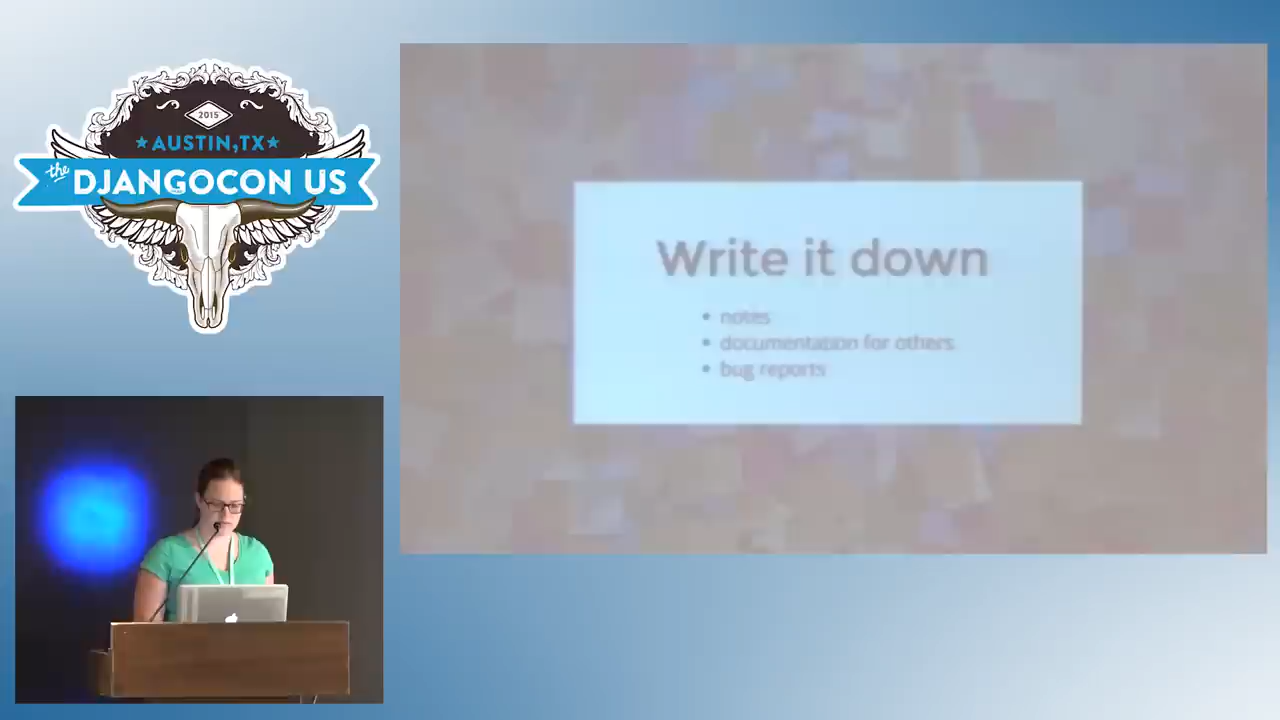 2015
★AUSTIN,TX★
the
DJANGOCON US
Write it down
• notes
• documentation for others
• bug reports